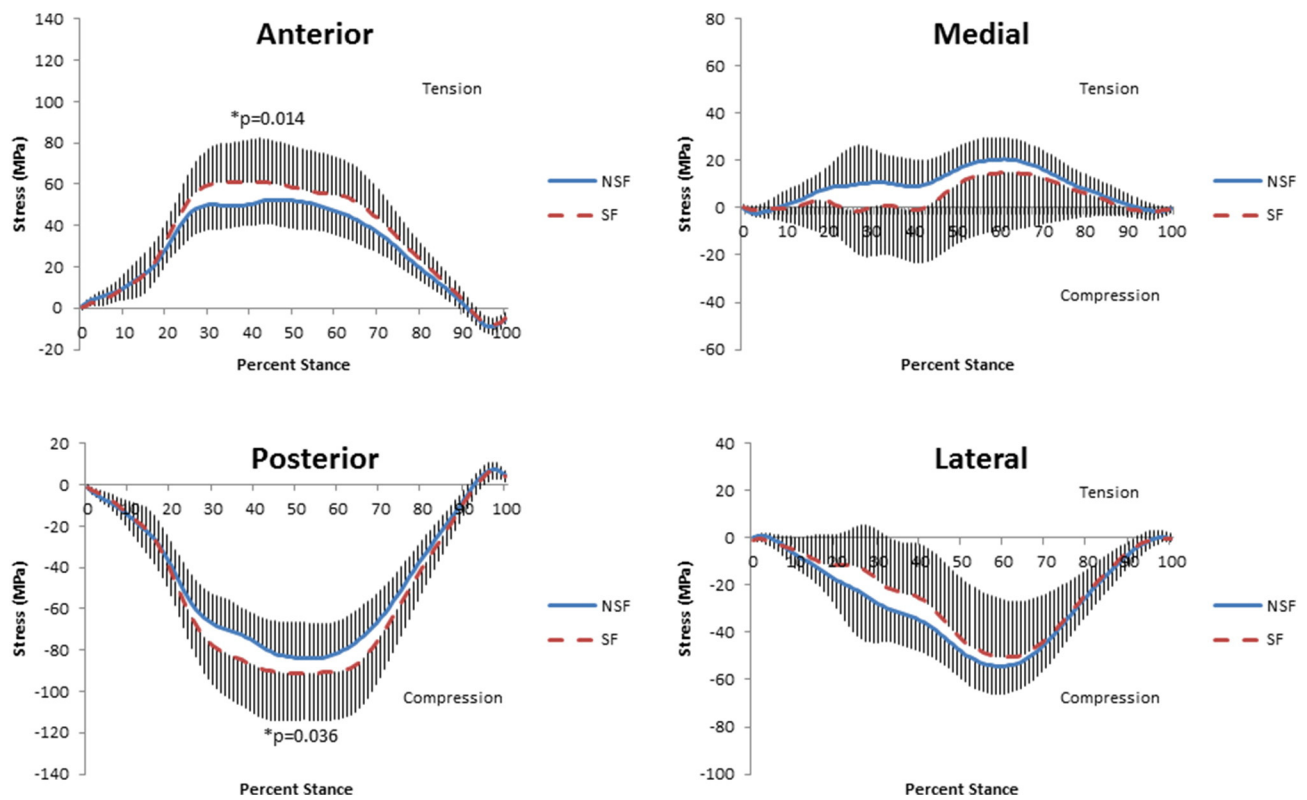 Anterior
140
120
100
80
60
40
20
0
-20
Stress (MPa)
Tension
*p=0.014
NSF
SF
0 10 20 30 40 50 60 70 80 90 100
Percent Stance
Medial
80
60
40
20
0
-20
-40
-60
Stress (MPa)
Tension
Compression
NSF
SF
0 10 20 30 40 50 60 70 80 90 100
Percent Stance
Posterior
20
0
-20
-40
-60
-80
-100
-120
-140
Stress (MPa)
0 10 20 30 40 50 60 70 80 90 100
NSF
SF
Compression
*p=0.036
Percent Stance
Lateral
40
20
0
-20
-40
-60
-80
-100
Stress (MPa)
Tension
0 10 20 30 40 50 60 70 80 90 100
NSF
SF
Compression
Percent Stance